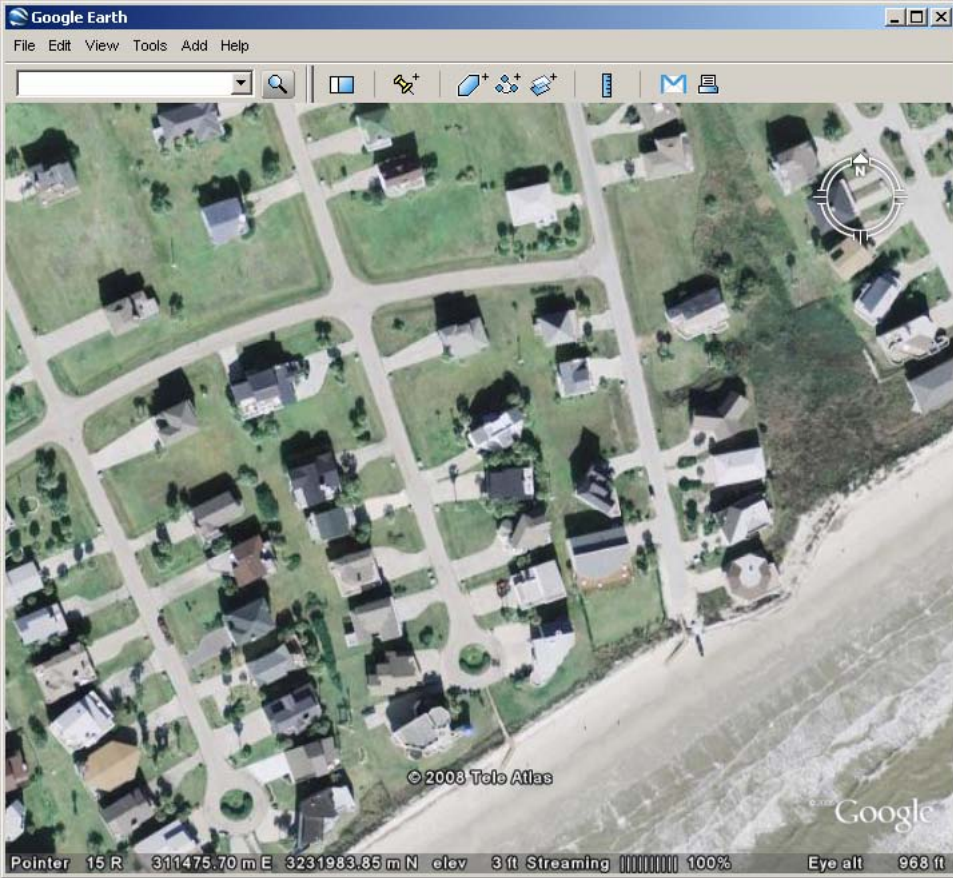 Google Earth
File Edit View Tools Add Help
N
© 2008 Tele Atlas
Google
Pointer 15 R 311475.70 m E 3231983.85 m N elev 3 ft Streaming |||||||||| 100% Eye alt 968 ft